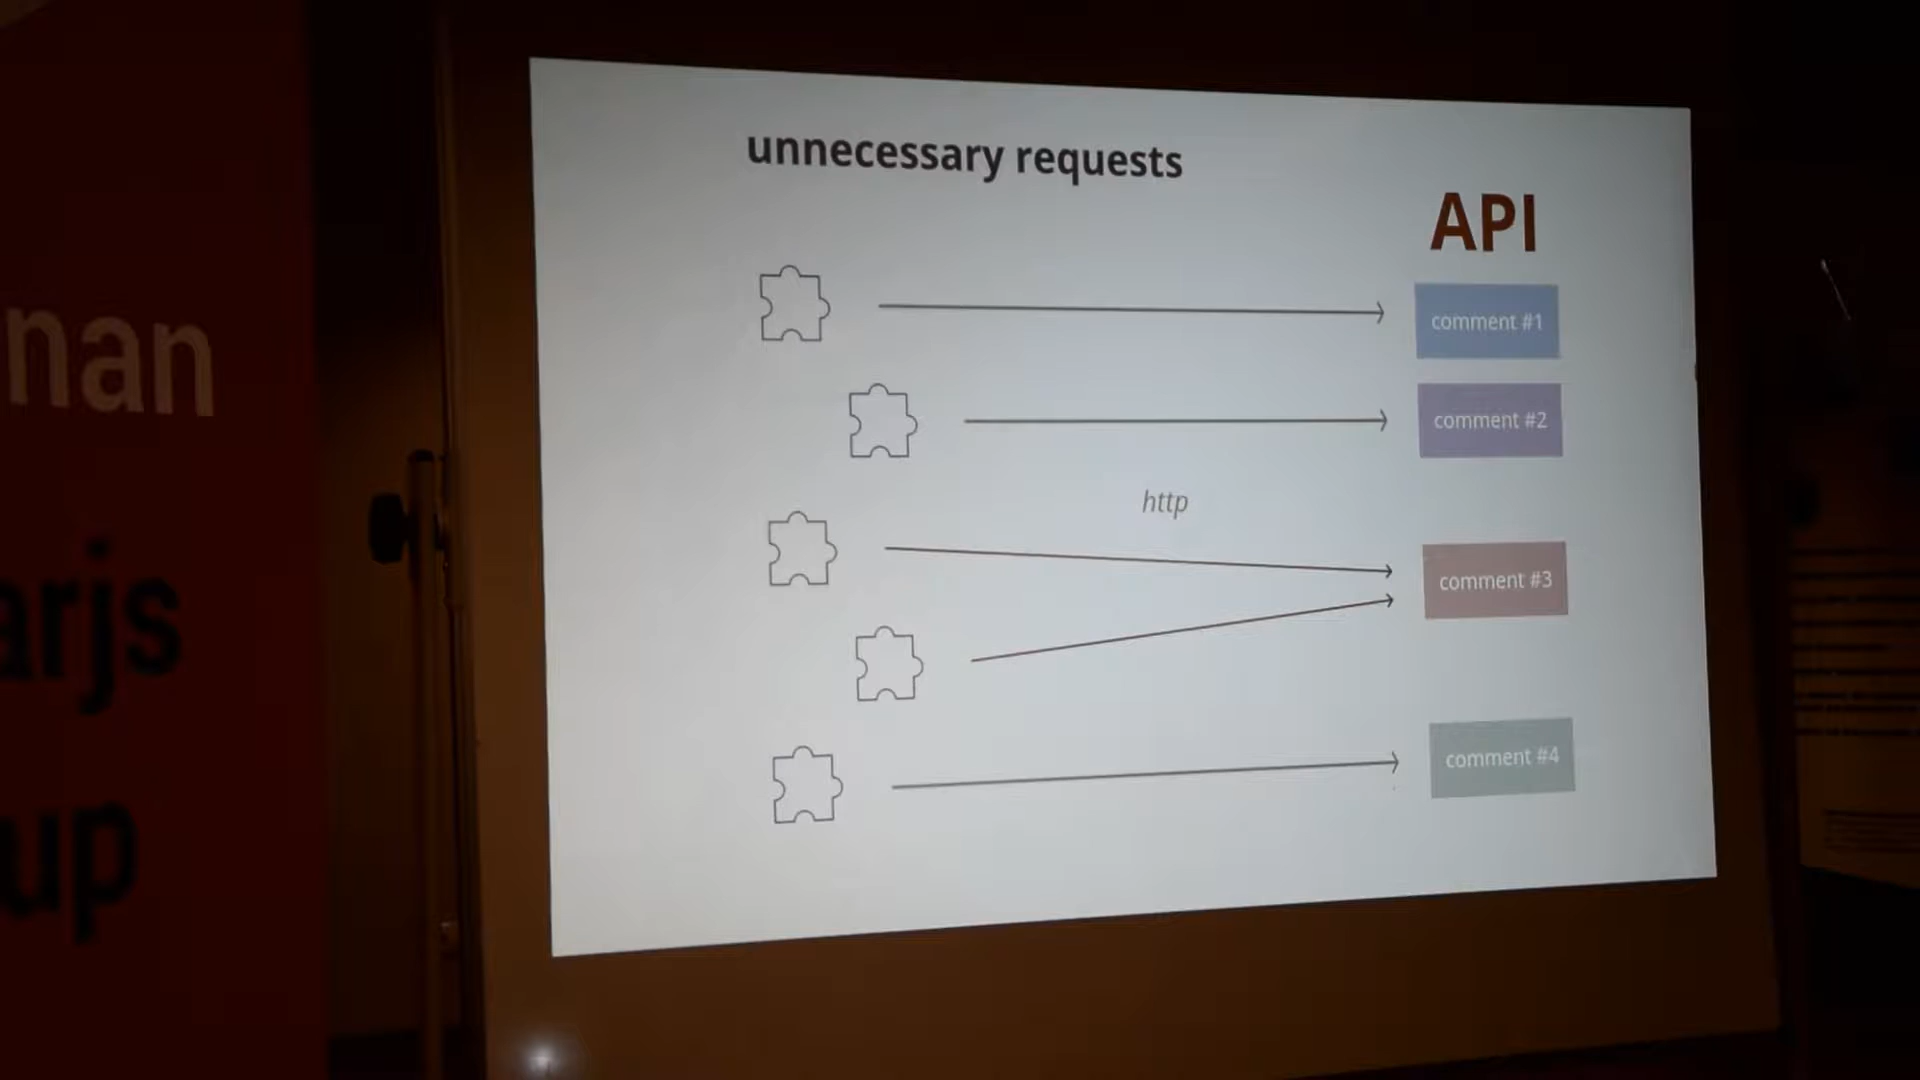 unnecessary requests
API
comment #1
comment #2
http
comment #3
comment #4
nan
arjs
up